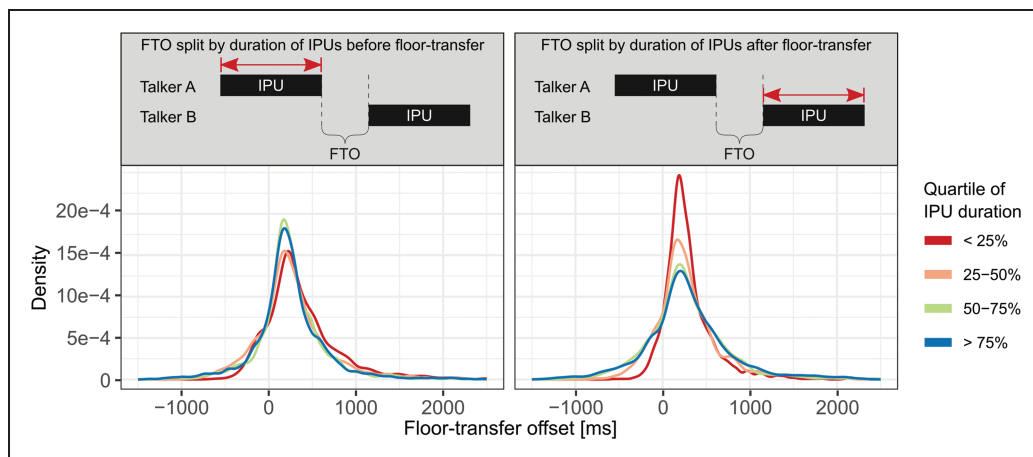 FTO split by duration of IPUs before floor-transfer
Talker A
IPU
Talker B
IPU
FTO
FTO split by duration of IPUs after floor-transfer
Talker A
IPU
Talker B
IPU
FTO
Density
20e−4
15e−4
10e−4
5e−4
0
−1000 0 1000 2000
−1000 0 1000 2000
Floor-transfer offset [ms]
Quartile of
IPU duration
< 25%
25−50%
50−75%
> 75%